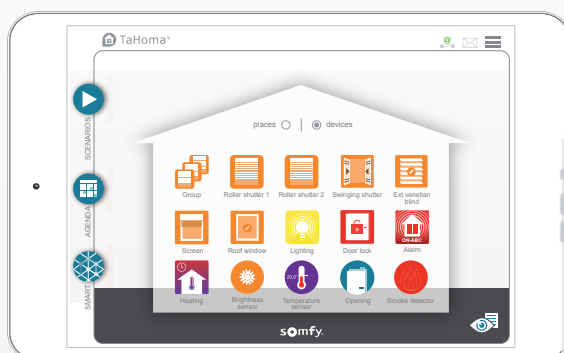 TaHoma®
@
places
devices
SCENARIOS
AGENDA
SMART
Group
Roller shutter 1
Roller shutter 2
Swinging shutter
Ext venetian
blind
Screen
Roof window
Lighting
Door lock
ON-ABC
Alarm
20.0°
Heating
Brightness
sensor
Temperature
sensor
Opening
Smoke detector
somfy.